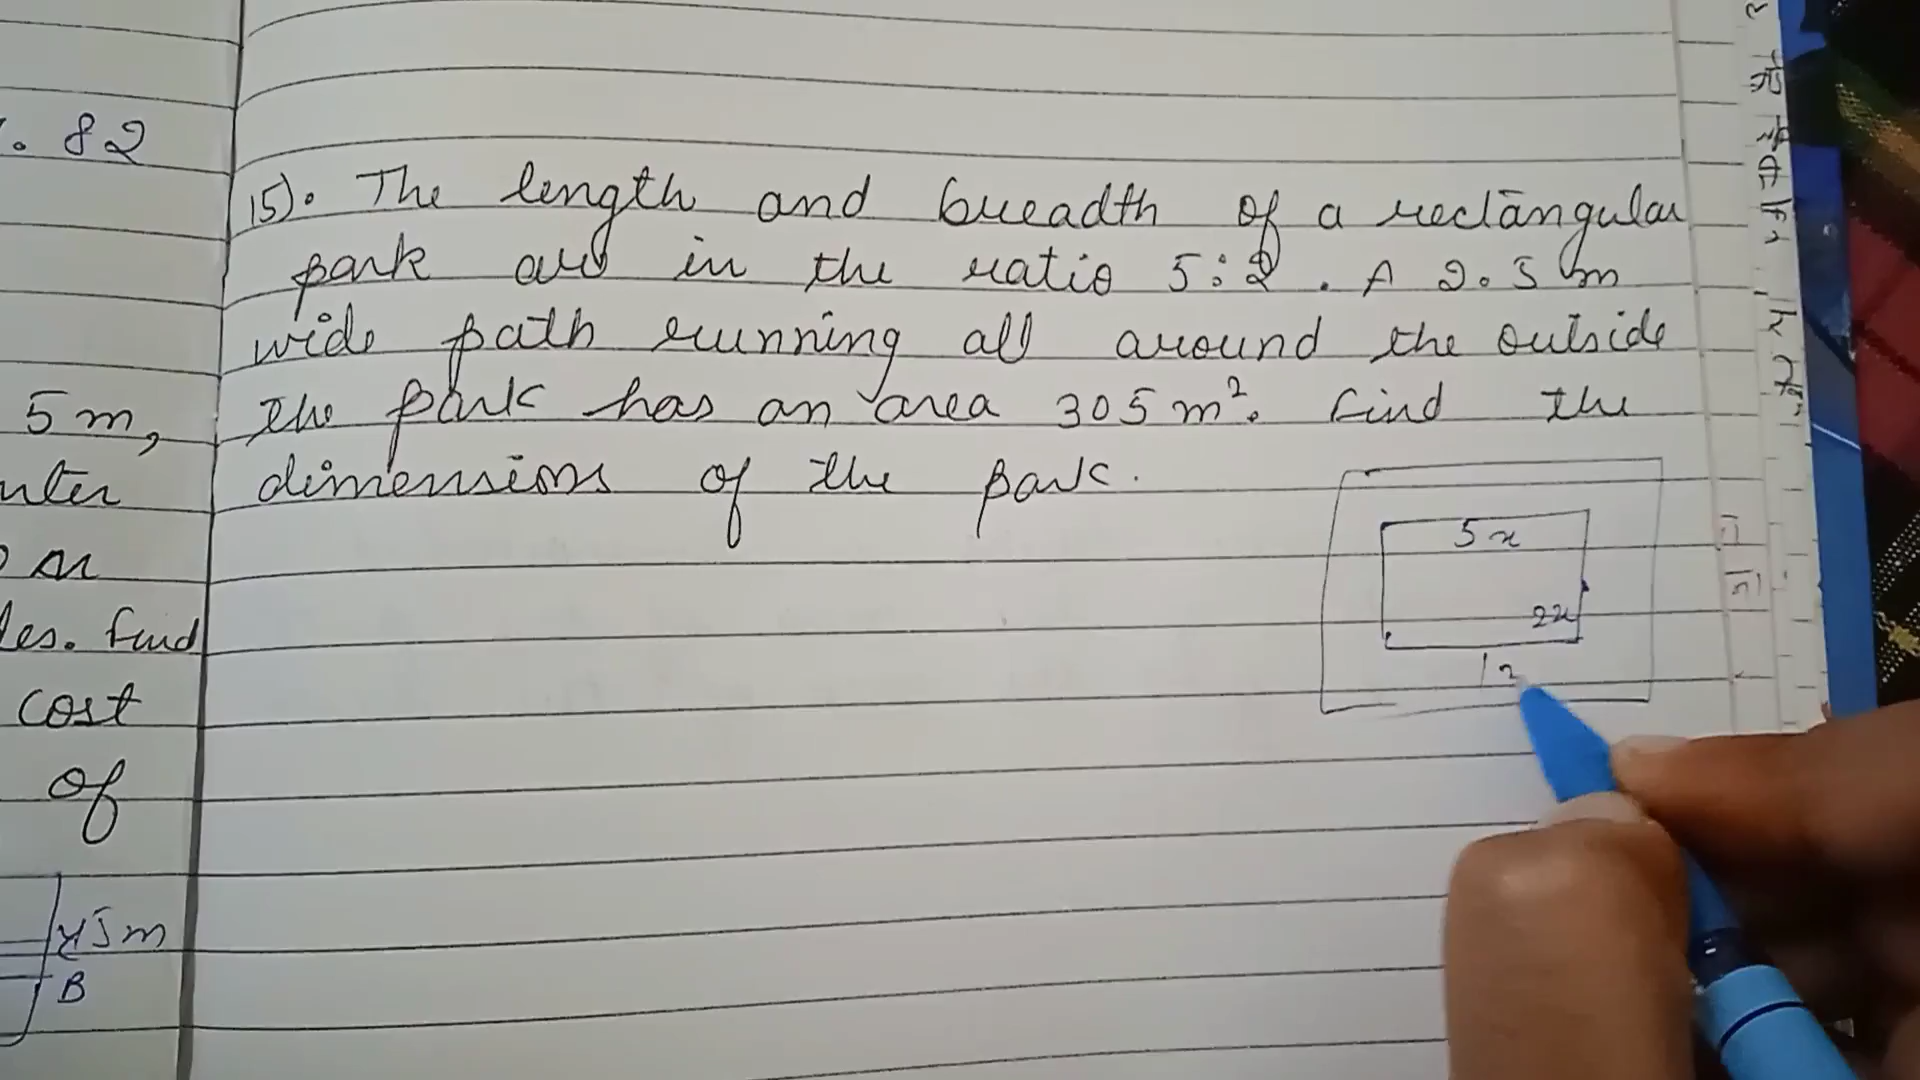 . 82
5 m,
cost
of
5 m
B
15). The length and breadth of a rectangular
park are in the ratio 5:2. A 2.5 m
wide path running all around the outside
the park has an area 305 m². Find the
dimensions of the park.
5x
2x